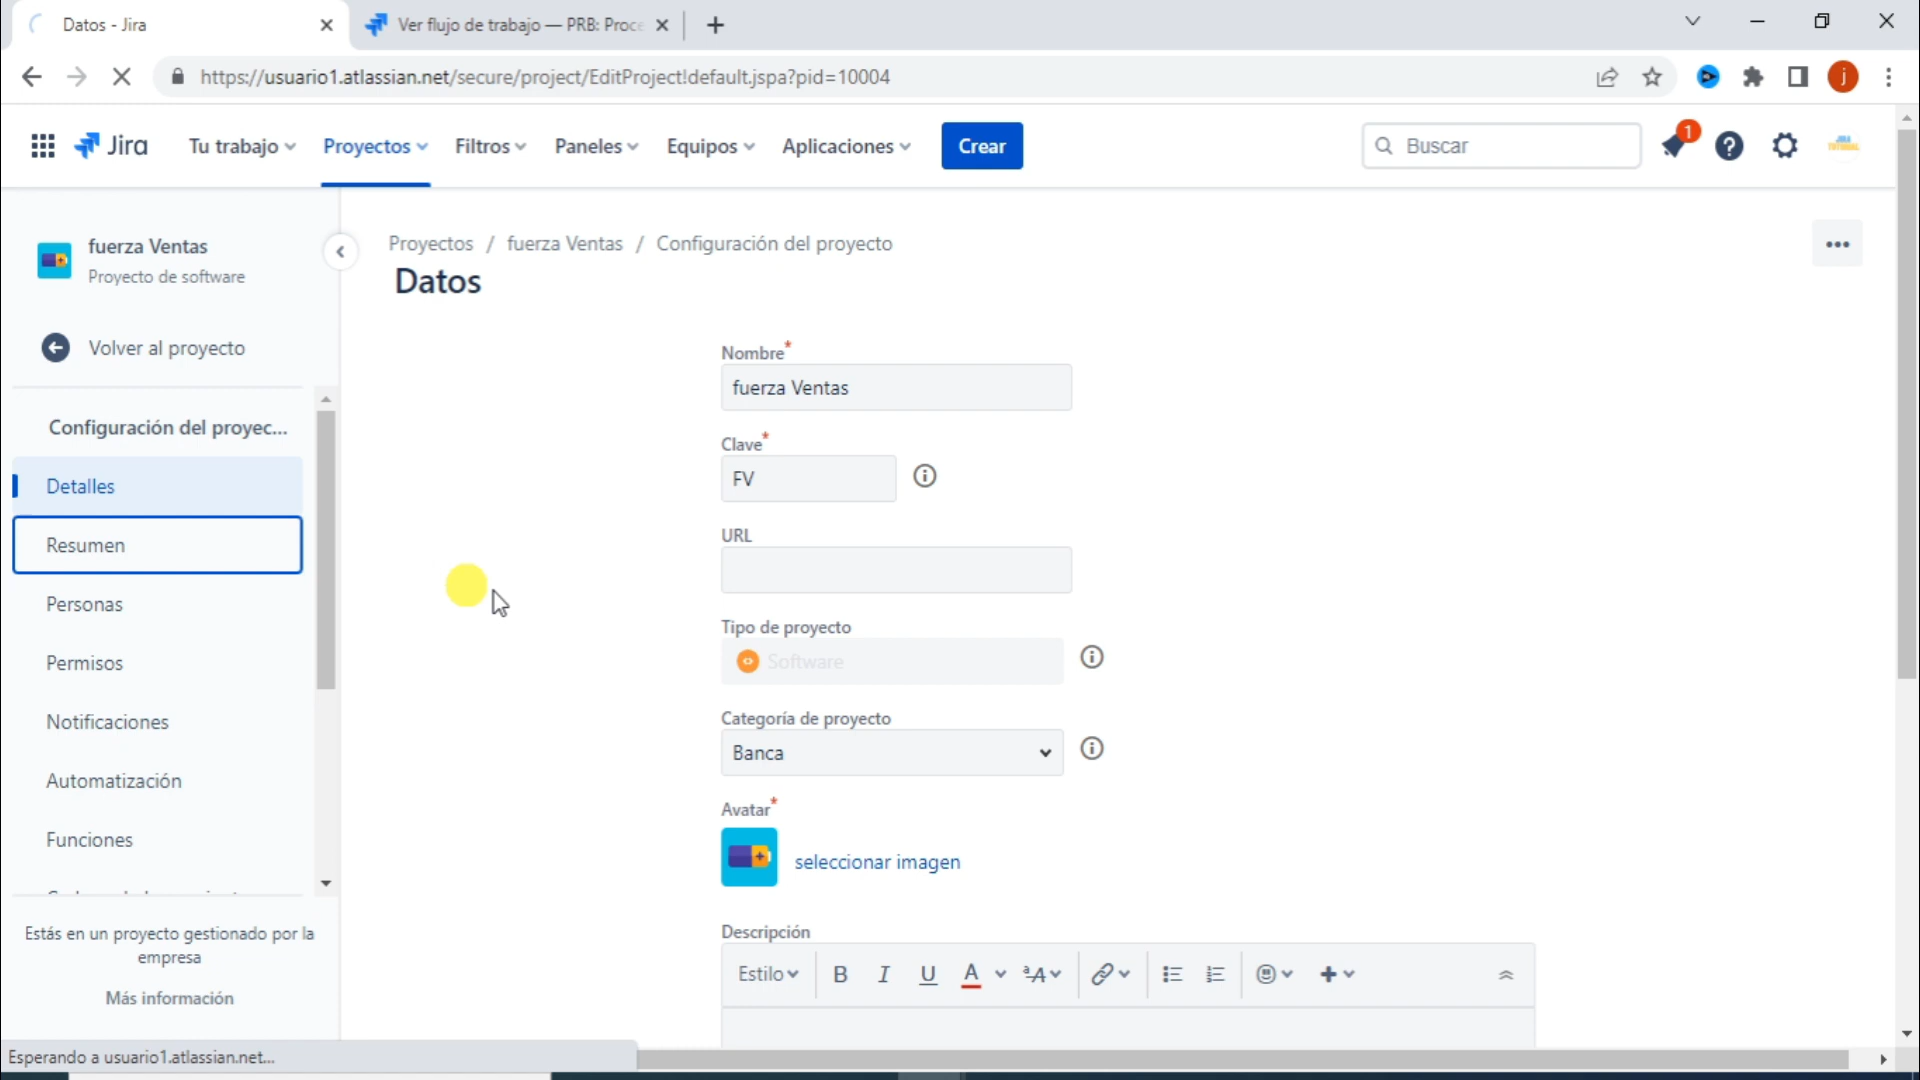 Datos - Jira
Ver flujo de trabajo — PRB: Proce
https://usuario1.atlassian.net/secure/project/EditProject!default.jspa?pid=10004
j
Jira
Tu trabajo
Proyectos
Filtros
Paneles
Equipos
Aplicaciones
Crear
Buscar
1
fuerza Ventas
Proyecto de software
Volver al proyecto
Configuración del proyec...
Detalles
Resumen
Personas
Permisos
Notificaciones
Automatización
Funciones
Estás en un proyecto gestionado por la
empresa
Más información
Proyectos / fuerza Ventas / Configuración del proyecto
Datos
Nombre*
fuerza Ventas
Clave*
FV
URL
Tipo de proyecto
Software
Categoría de proyecto
Banca
Avatar*
seleccionar imagen
Descripción
Estilo B I U A ªA
Esperando a usuario1.atlassian.net...